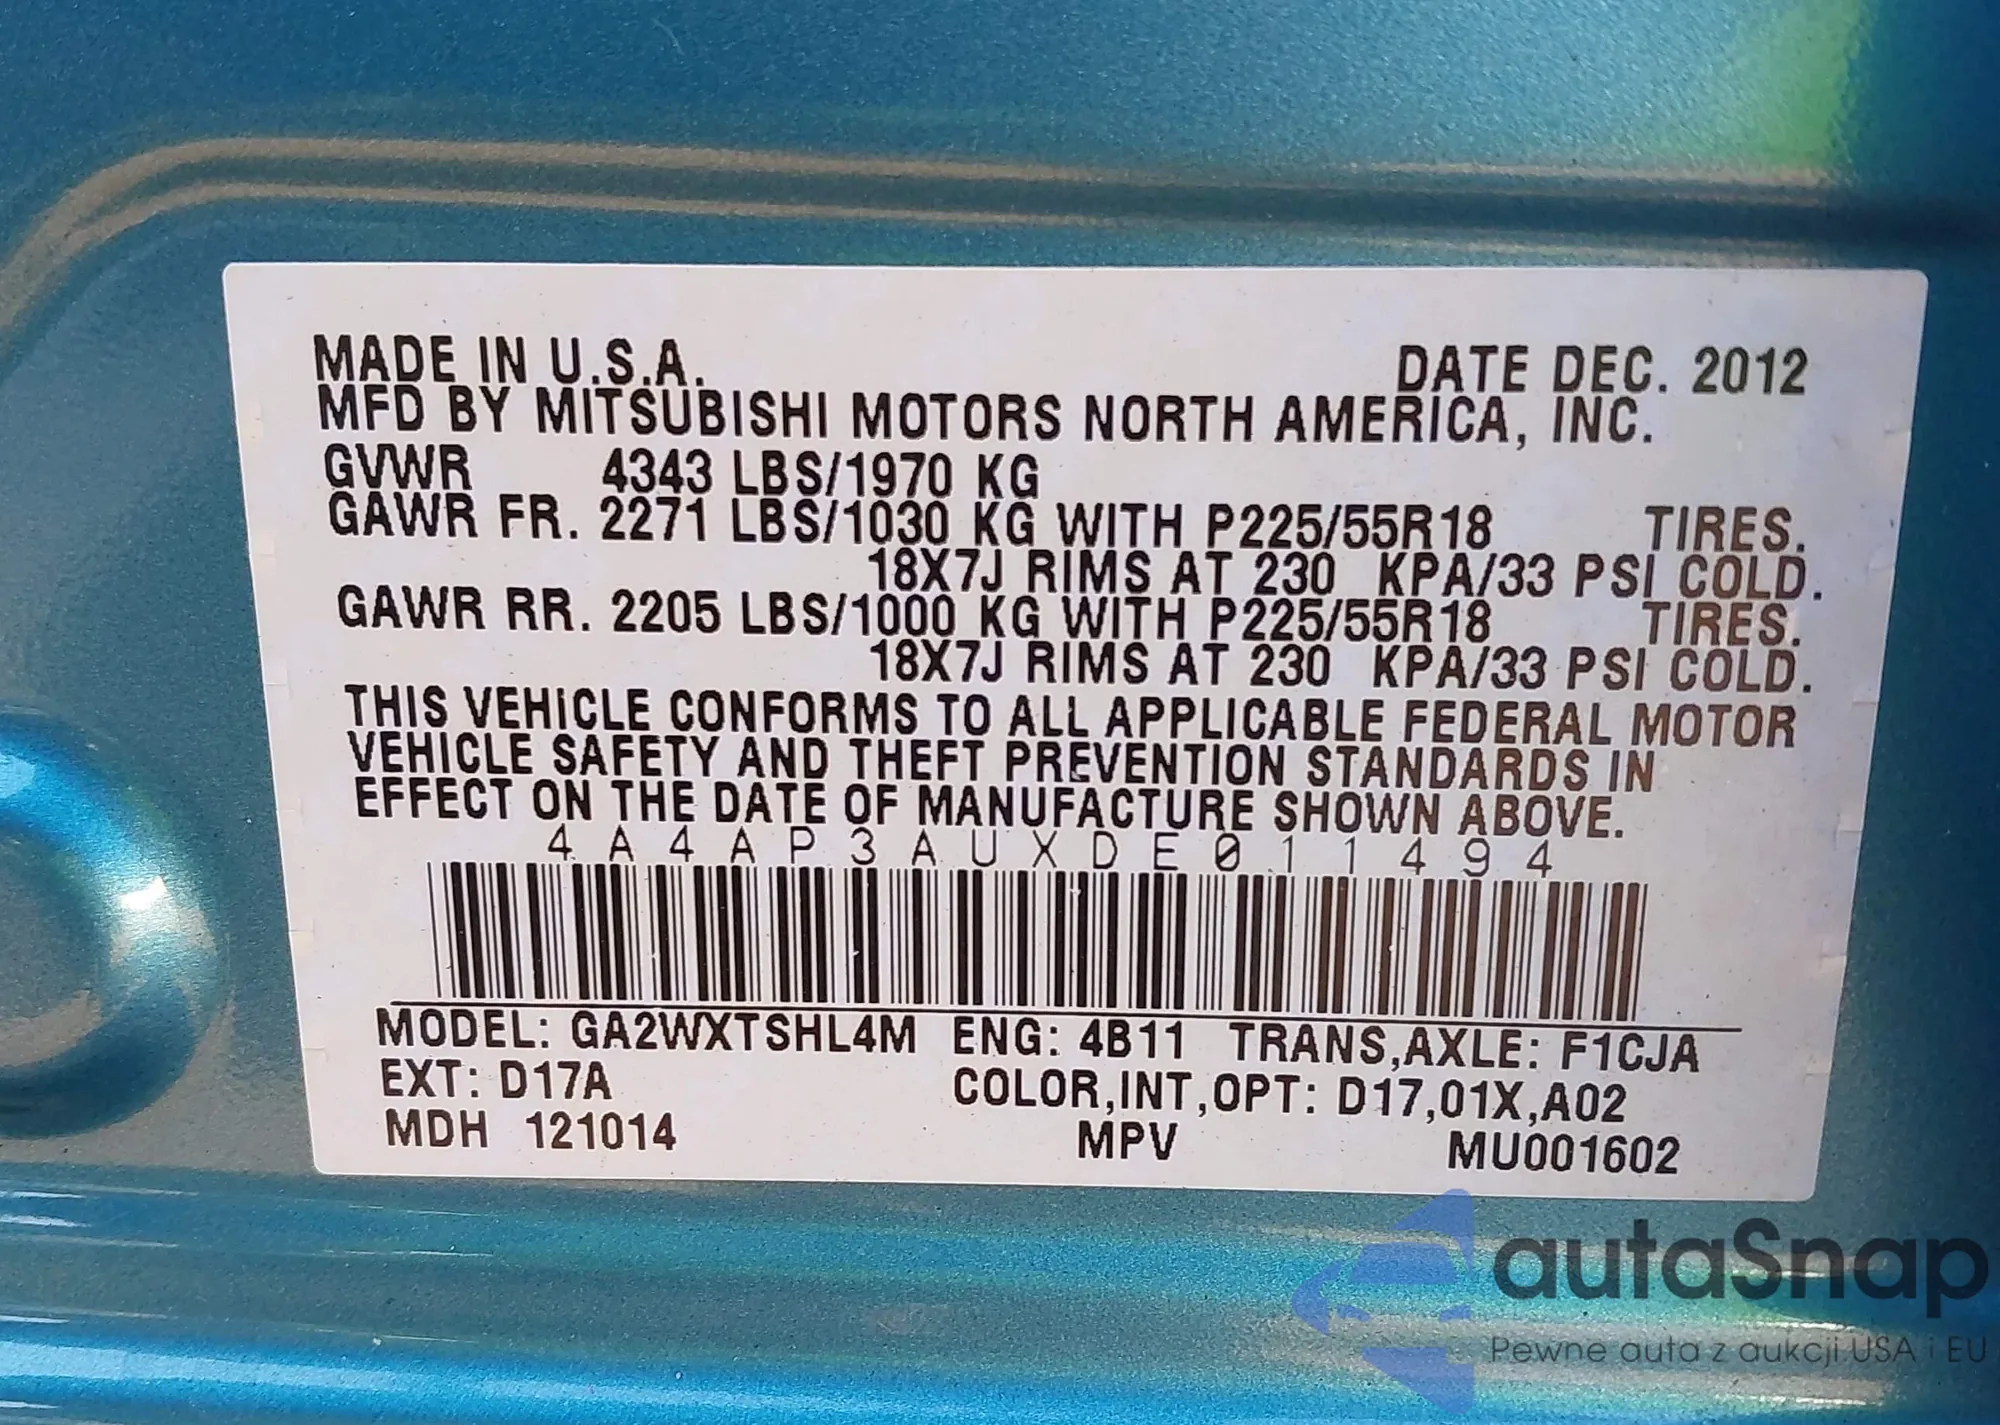 MADE IN U.S.A. DATE DEC. 2012
MFD BY MITSUBISHI MOTORS NORTH AMERICA, INC.
GVWR 4343 LBS/1970 KG
GAWR FR. 2271 LBS/1030 KG WITH P225/55R18 TIRES.
18X7J RIMS AT 230 KPA/33 PSI COLD.
GAWR RR. 2205 LBS/1000 KG WITH P225/55R18 TIRES.
18X7J RIMS AT 230 KPA/33 PSI COLD.
THIS VEHICLE CONFORMS TO ALL APPLICABLE FEDERAL MOTOR
VEHICLE SAFETY AND THEFT PREVENTION STANDARDS IN
EFFECT ON THE DATE OF MANUFACTURE SHOWN ABOVE.
4A4AP3AUXDE011494
MODEL: GA2WXTSHL4M ENG: 4B11 TRANS,AXLE: F1CJA
EXT: D17A COLOR,INT,OPT: D17,01X,A02
MDH 121014 MPV MU001602
autaSnap
Pewne auta z aukcji USA i EU